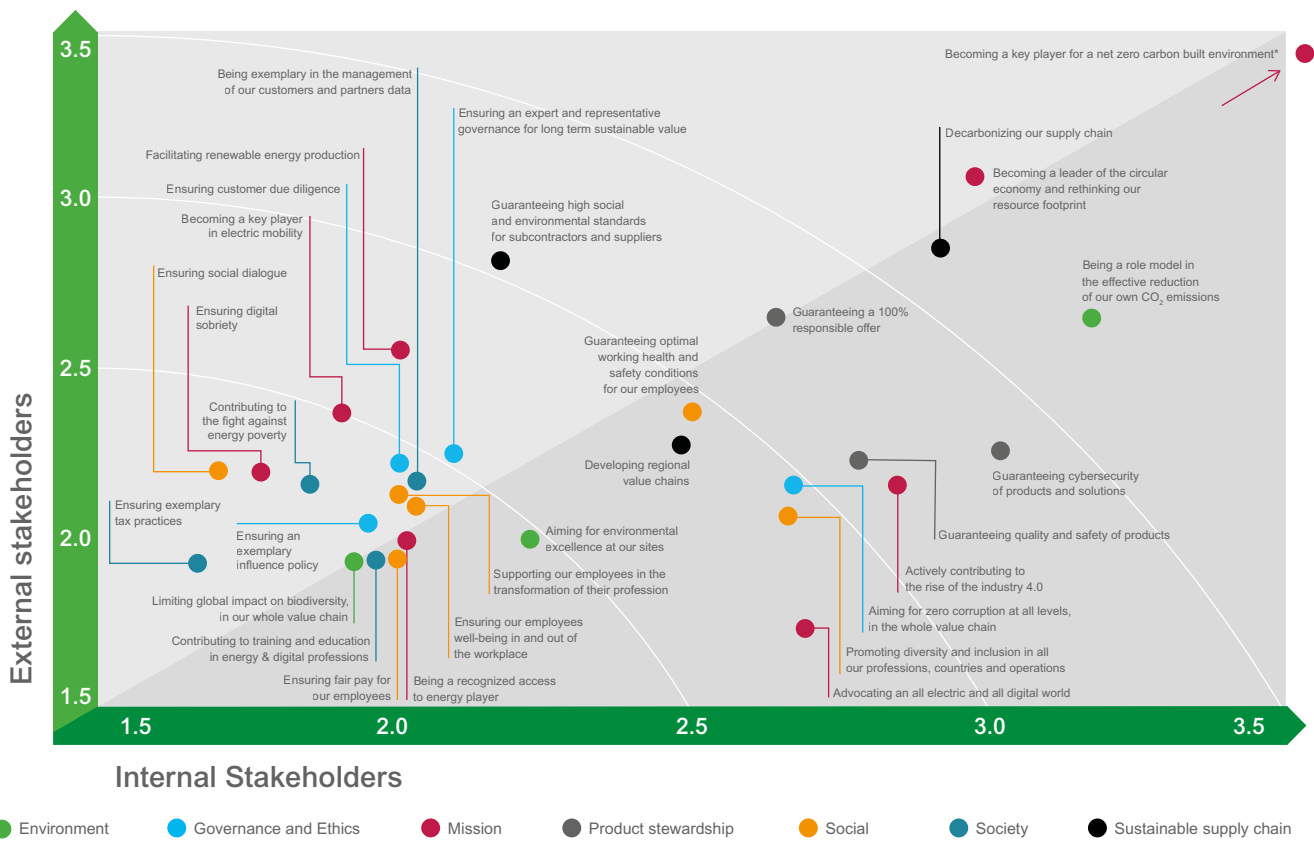 3.5
Becoming a key player for a net zero carbon built environment*
Being exemplary in the management
of our customers and partners data
Ensuring an expert and representative
governance for long term sustainable value
Decarbonizing our supply chain
Facilitating renewable energy production
Becoming a leader of the circular
economy and rethinking our
resource footprint
Ensuring customer due diligence
3.0
Guaranteeing high social
and environmental standards
for subcontractors and suppliers
Becoming a key player
in electric mobility
Being a role model in
the effective reduction
of our own CO2 emissions
Ensuring social dialogue
Ensuring digital
sobriety
Guaranteeing a 100%
responsible offer
Guaranteeing optimal
working health and
safety conditions
for our employees
2.5
Contributing to
the fight against
energy poverty
Developing regional
value chains
Guaranteeing cybersecurity
of products and solutions
Ensuring exemplary
tax practices
2.0
Ensuring an
exemplary
influence policy
Aiming for environmental
excellence at our sites
Guaranteeing quality and safety of products
Supporting our employees in the
transformation of their profession
Actively contributing to
the rise of the industry 4.0
Limiting global impact on biodiversity,
in our whole value chain
Aiming for zero corruption at all levels,
in the whole value chain
Ensuring our employees
well-being in and out of
the workplace
Contributing to training and education
in energy & digital professions
Promoting diversity and inclusion in all
our professions, countries and operations
Ensuring fair pay for
our employees
Being a recognized access
to energy player
Advocating an all electric and all digital world
1.5
External stakeholders
1.5 2.0 2.5 3.0 3.5
Internal Stakeholders
Environment Governance and Ethics Mission Product stewardship Social Society Sustainable supply chain